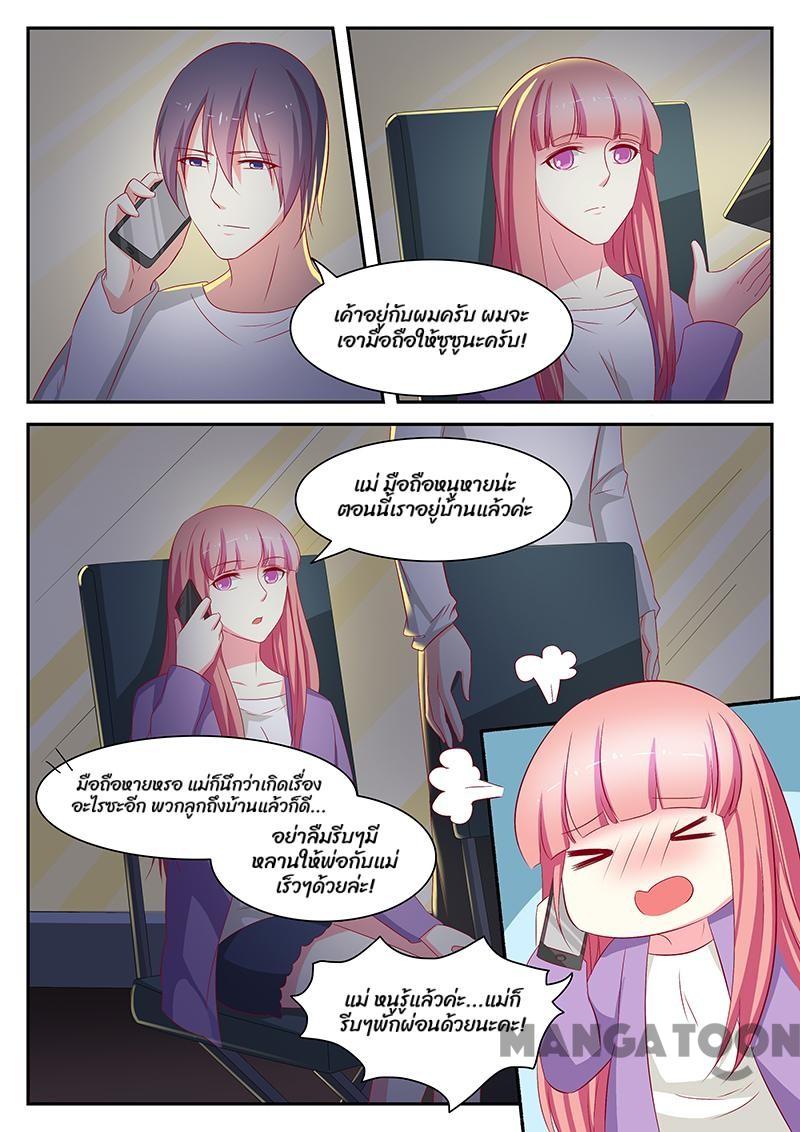 เค้าอยู่กับผมครับ ผมจะ
เอามือถือให้ซูซูนะครับ!
แม่ มือถือหนูหายน่ะ
ตอนนี้เราอยู่บ้านแล้วค่ะ
มือถือหายหรอ แม่ก็นึกว่าเกิดเรื่อง
อะไรซะอีก พวกลูกถึงบ้านแล้วก็ดี...
อย่าลืมรีบๆมี
หลานให้พ่อกับแม่
เร็วๆด้วยล่ะ!
แม่ หนูรู้แล้วค่ะ...แม่ก็
รีบๆพักผ่อนด้วยนะคะ!
MANGATOON